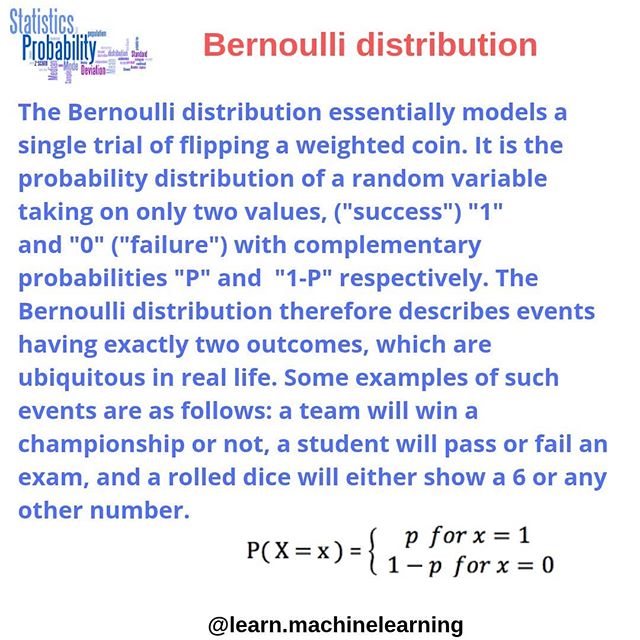 Statistics
Probability
population
distribution
Standard
z-score
Median
Mode
Sample
Deviation
Bernoulli distribution
The Bernoulli distribution essentially models a
single trial of flipping a weighted coin. It is the
probability distribution of a random variable
taking on only two values, ("success") "1"
and "0" ("failure") with complementary
probabilities "P" and "1-P" respectively. The
Bernoulli distribution therefore describes events
having exactly two outcomes, which are
ubiquitous in real life. Some examples of such
events are as follows: a team will win a
championship or not, a student will pass or fail an
exam, and a rolled dice will either show a 6 or any
other number.
P( X = x ) = { p for x = 1
1 − p for x = 0
@learn.machinelearning